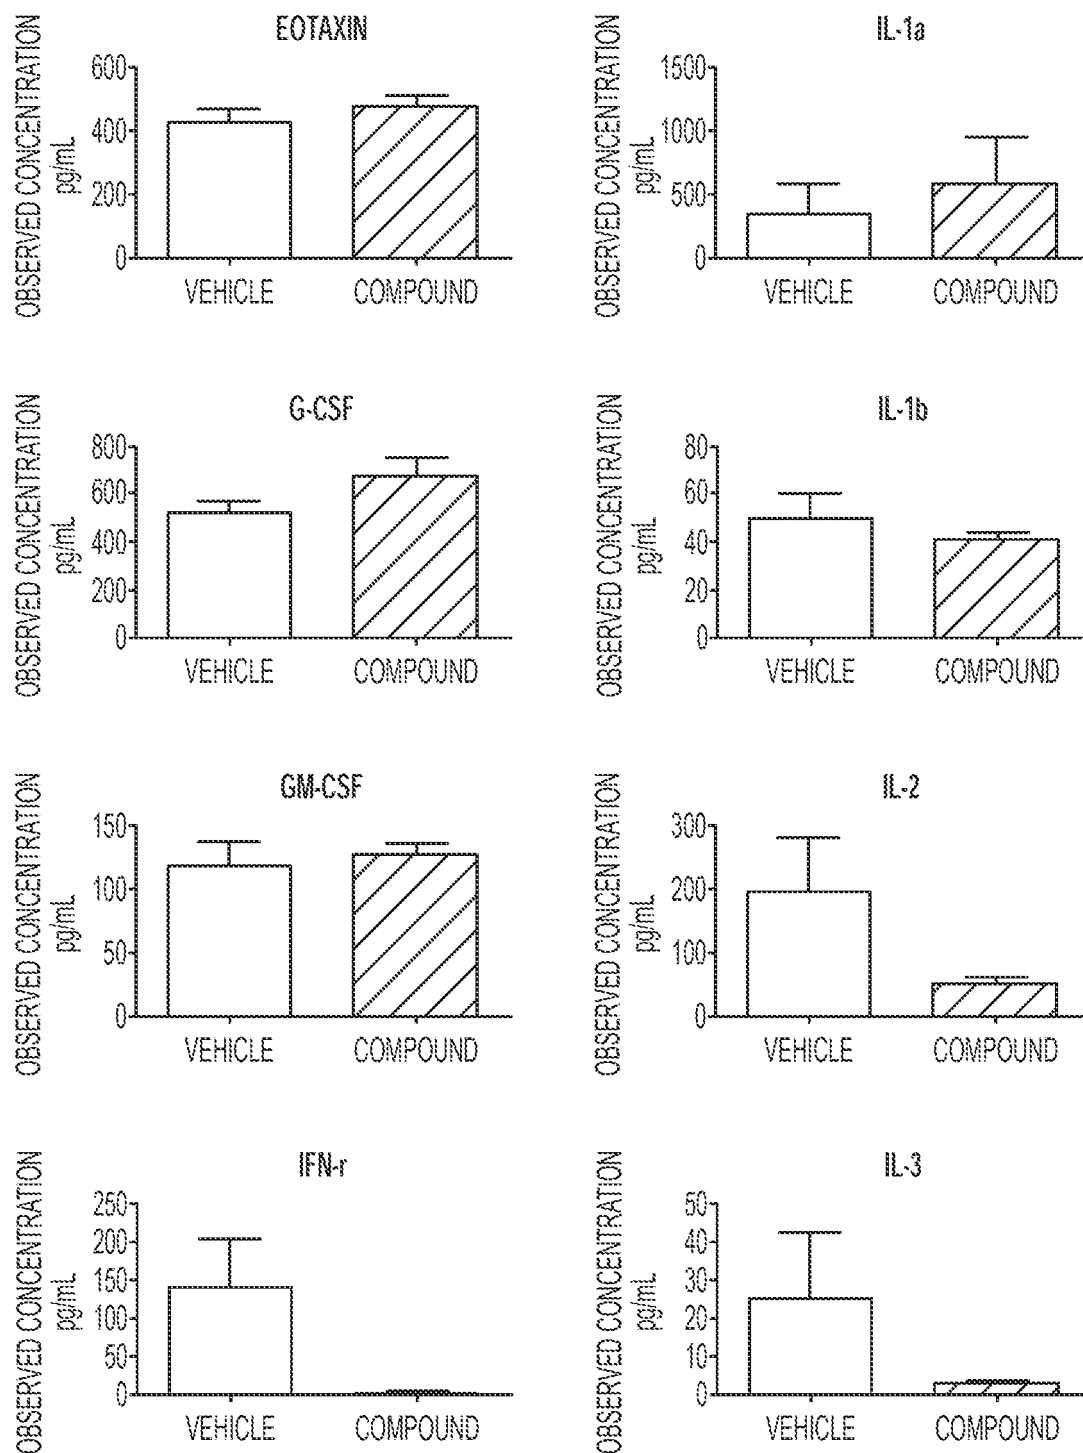 EOTAXIN
OBSERVED CONCENTRATION
pg/mL
600
400
200
0
VEHICLE
COMPOUND
IL-1a
OBSERVED CONCENTRATION
pg/mL
1500
1000
500
0
VEHICLE
COMPOUND
G-CSF
OBSERVED CONCENTRATION
pg/mL
800
600
400
200
0
VEHICLE
COMPOUND
IL-1b
OBSERVED CONCENTRATION
pg/mL
80
60
40
20
0
VEHICLE
COMPOUND
GM-CSF
OBSERVED CONCENTRATION
pg/mL
150
100
50
0
VEHICLE
COMPOUND
IL-2
OBSERVED CONCENTRATION
pg/mL
300
200
100
0
VEHICLE
COMPOUND
IFN-r
OBSERVED CONCENTRATION
pg/mL
250
200
150
100
50
0
VEHICLE
COMPOUND
IL-3
OBSERVED CONCENTRATION
pg/mL
50
40
30
20
10
0
VEHICLE
COMPOUND